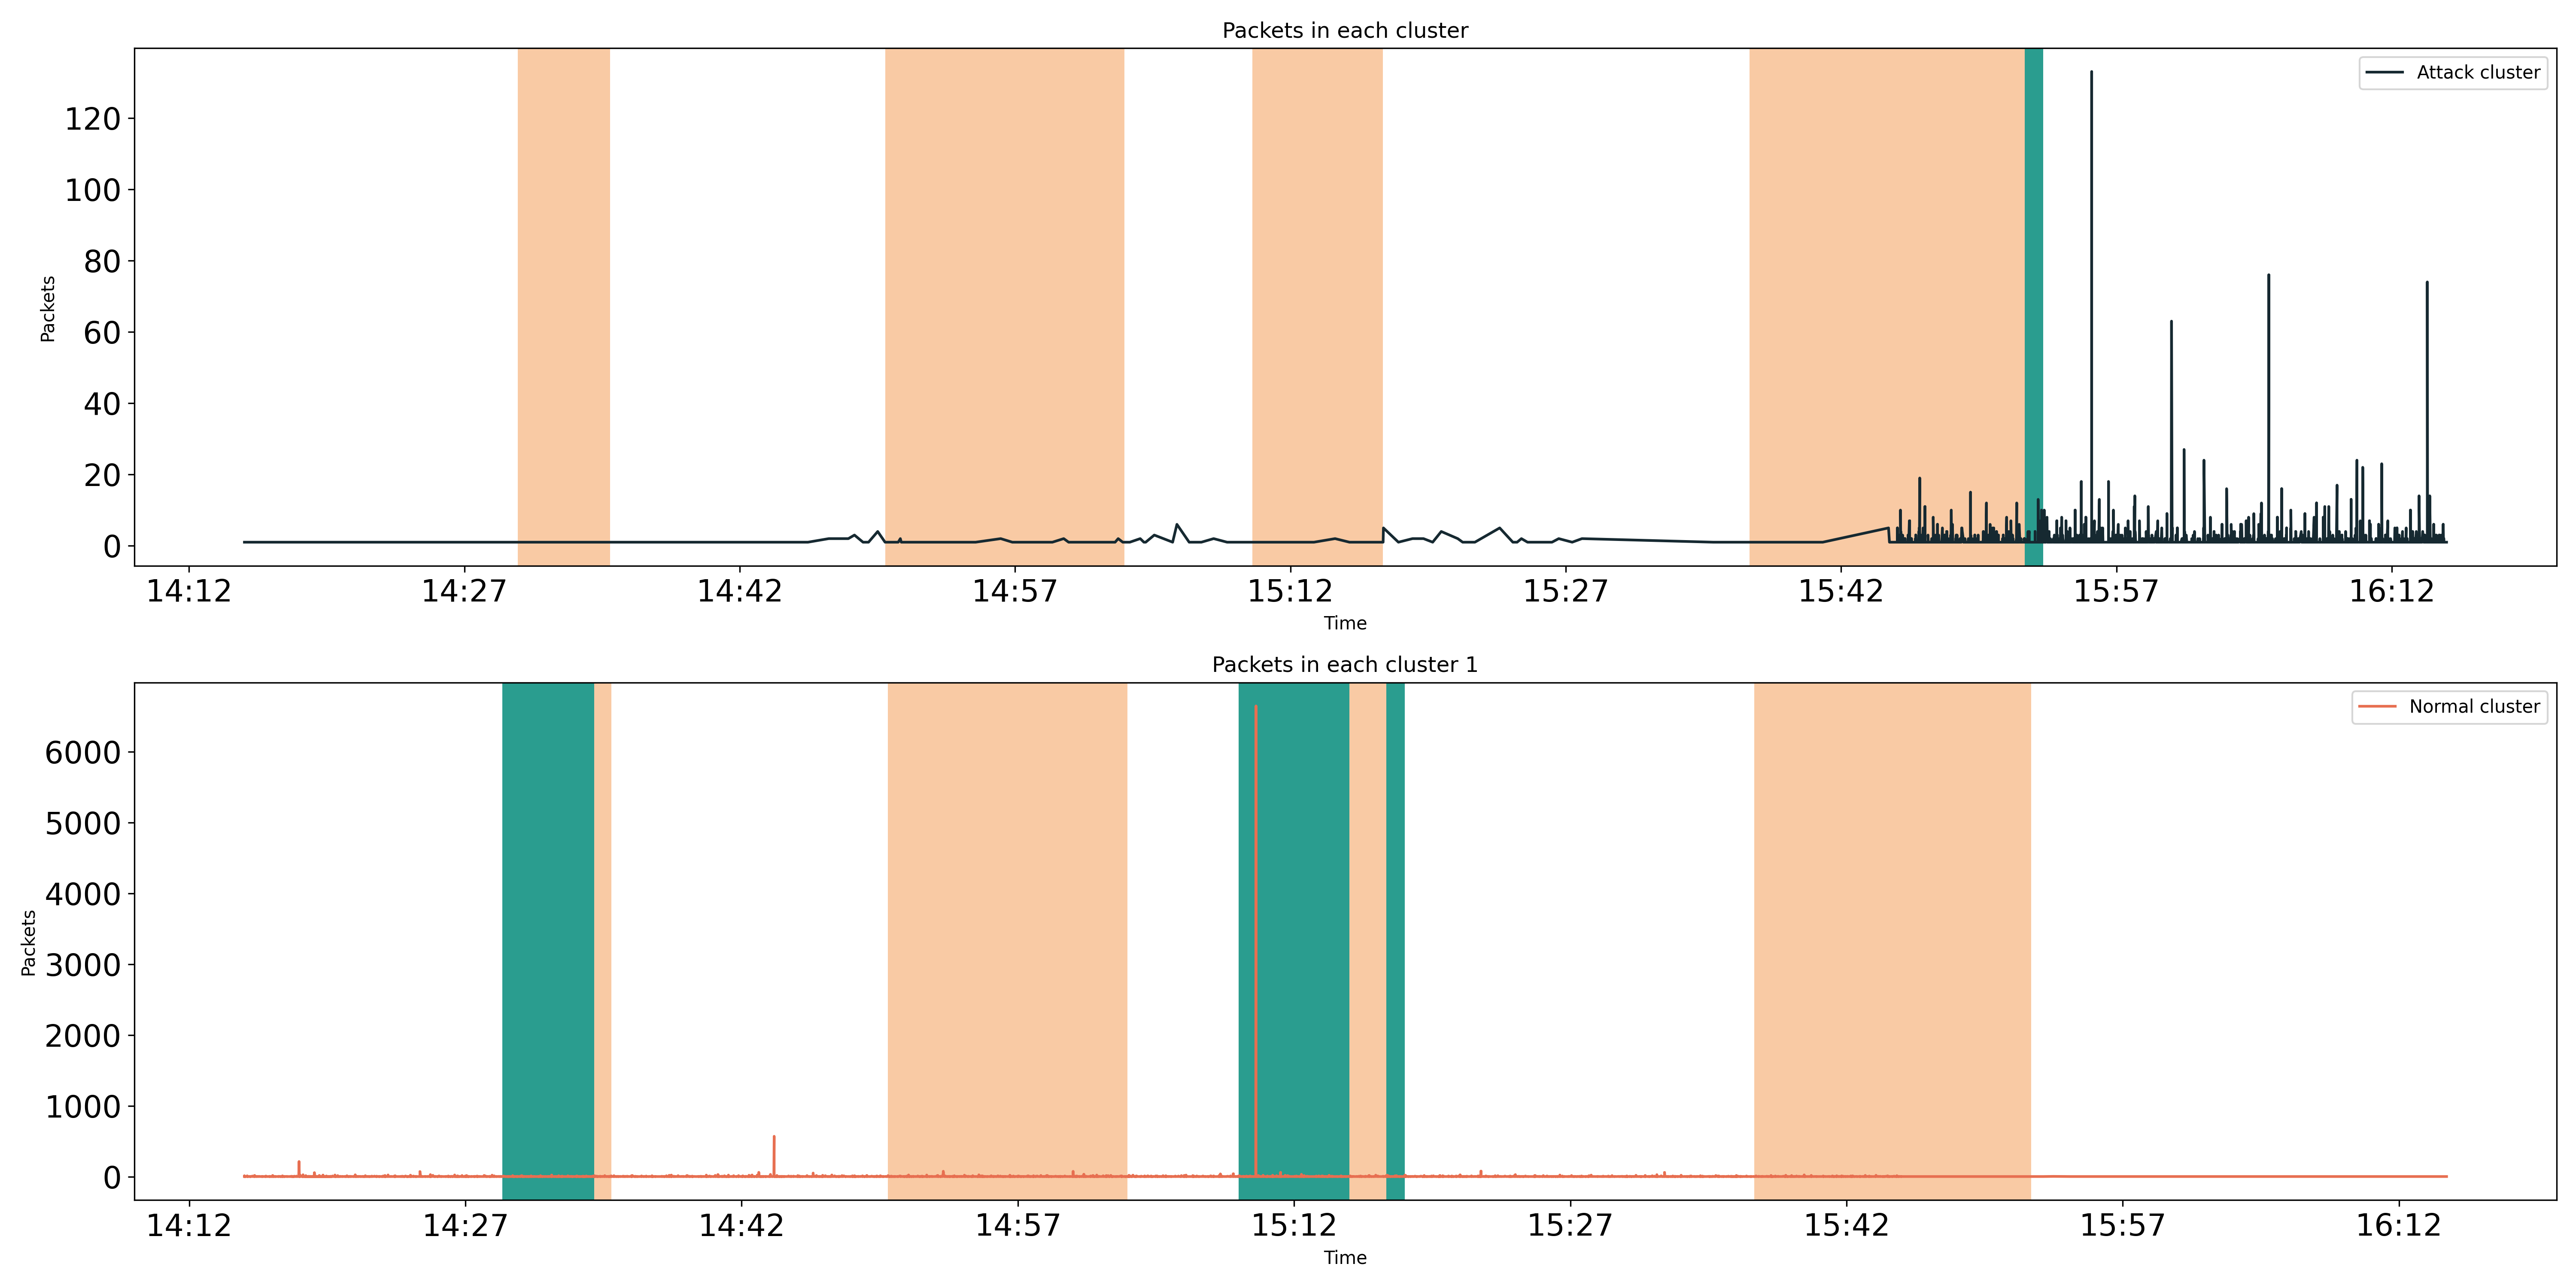 Packets in each cluster
Attack cluster
Packets
120
100
80
60
40
20
0
14:12 14:27 14:42 14:57 15:12 15:27 15:42 15:57 16:12
Time
Packets in each cluster 1
Normal cluster
Packets
6000
5000
4000
3000
2000
1000
0
14:12 14:27 14:42 14:57 15:12 15:27 15:42 15:57 16:12
Time